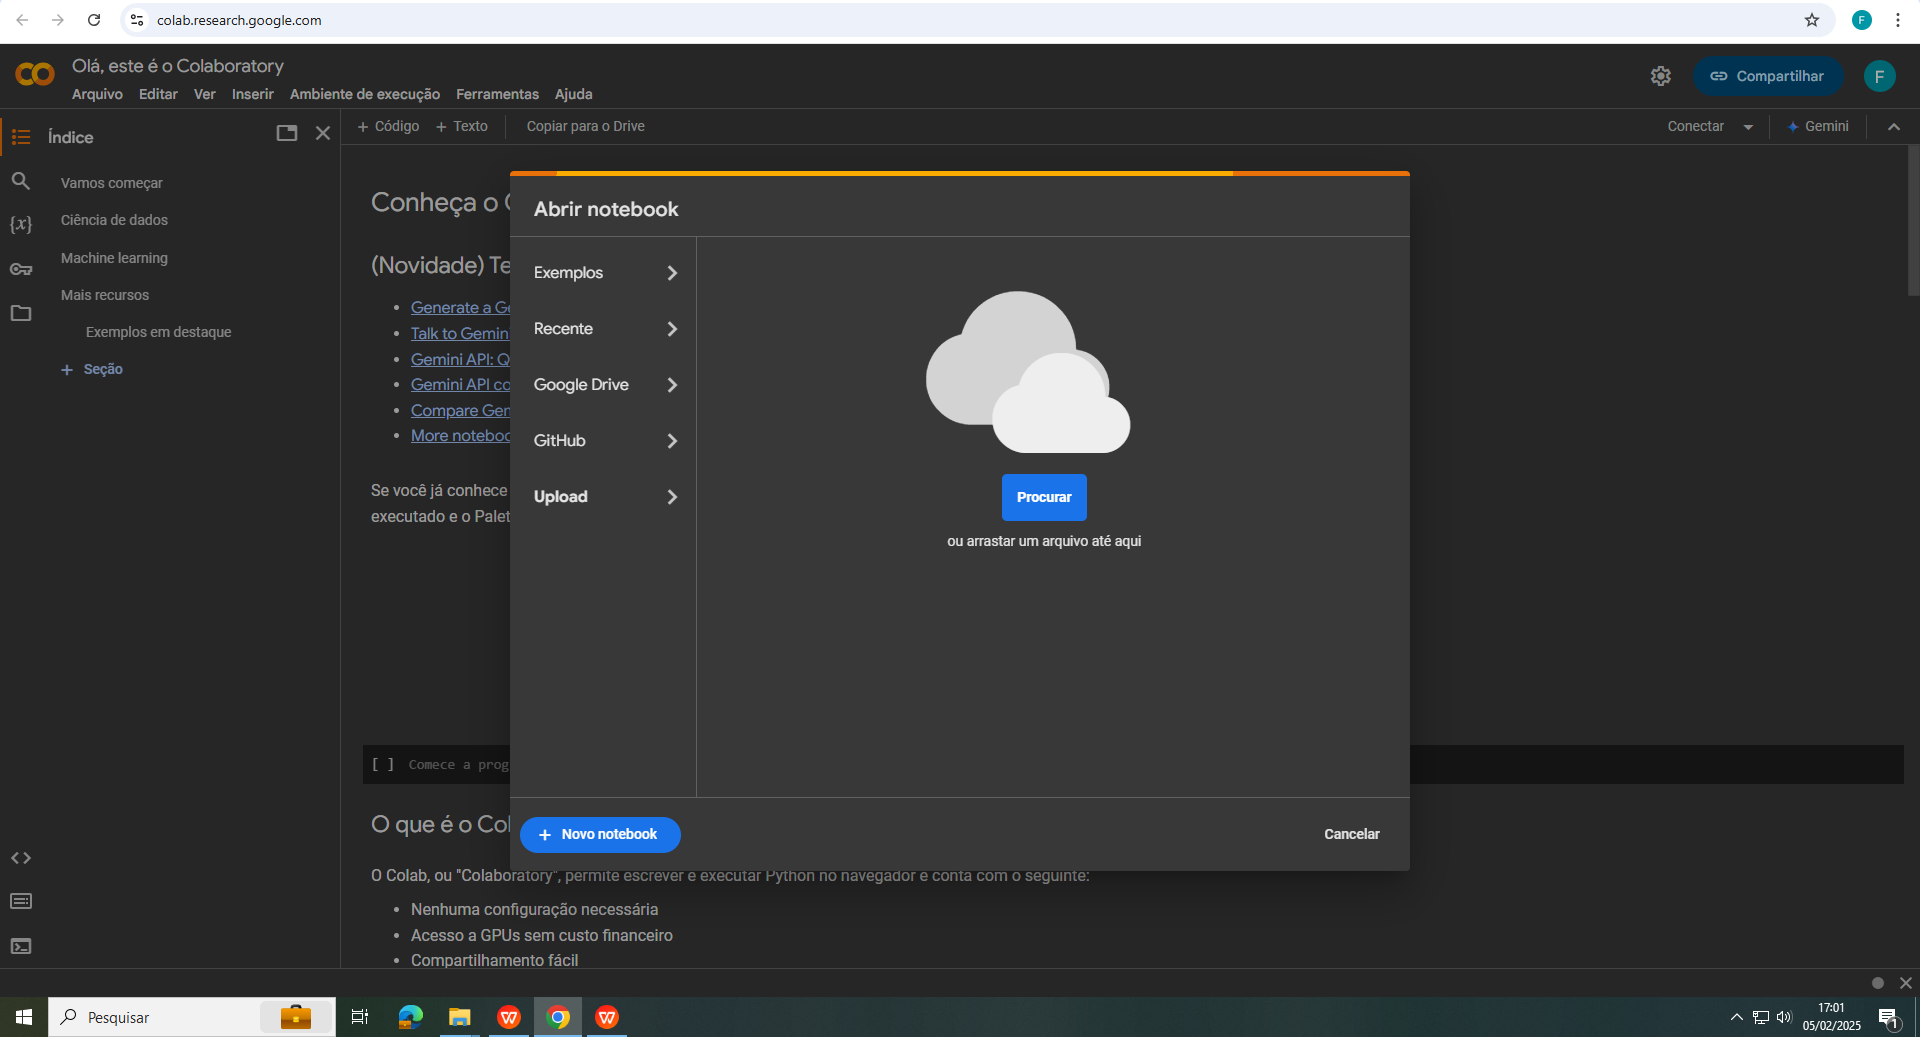 colab.research.google.com
F
Olá, este é o Colaboratory
Arquivo Editar Ver Inserir Ambiente de execução Ferramentas Ajuda
Compartilhar
F
Índice
+ Código + Texto Copiar para o Drive
Conectar
Gemini
Vamos começar
Ciência de dados
Machine learning
Mais recursos
Exemplos em destaque
+ Seção
Conheça o
(Novidade) Te
Generate a Ge
Talk to Gemin
Gemini API: Q
Gemini API co
Compare Gem
More noteboo
Se você já conhece
executado e o Palet
[ ] Comece a prog
O que é o Col
O Colab, ou "Colaboratory", permite escrever e executar Python no navegador e conta com o seguinte:
Nenhuma configuração necessária
Acesso a GPUs sem custo financeiro
Compartilhamento fácil
Abrir notebook
Exemplos
Recente
Google Drive
GitHub
Upload
Procurar
ou arrastar um arquivo até aqui
+ Novo notebook
Cancelar
Pesquisar
17:01
05/02/2025
1